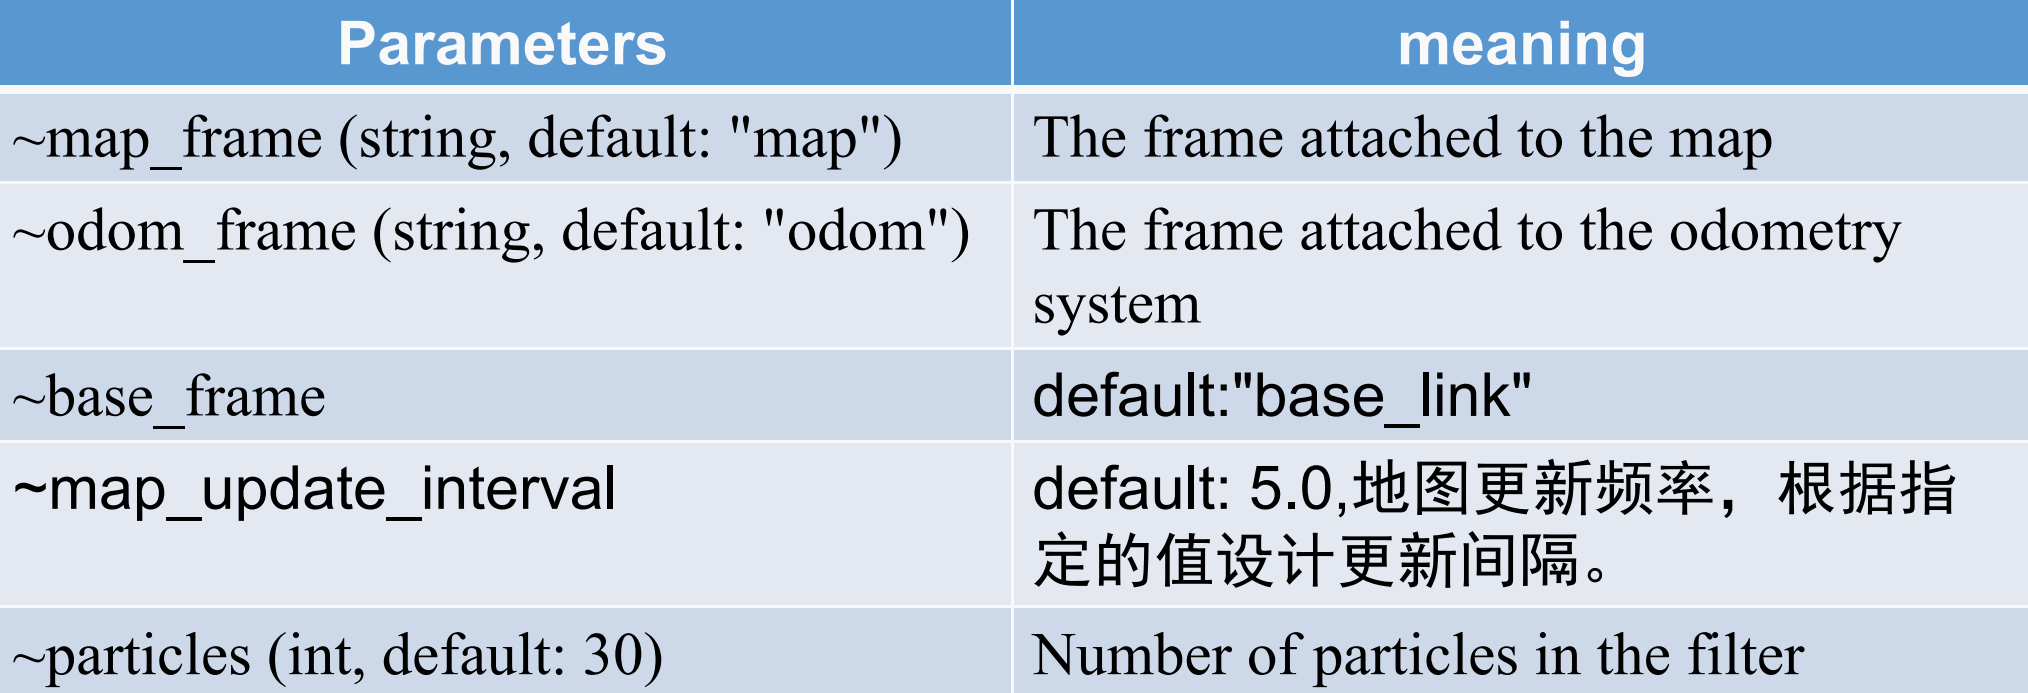 Parameters meaning
~map_frame (string, default: "map") The frame attached to the map
~odom_frame (string, default: "odom") The frame attached to the odometry
system
~base_frame default:"base_link"
~map_update_interval default: 5.0,地图更新频率，根据指
定的值设计更新间隔。
~particles (int, default: 30) Number of particles in the filter